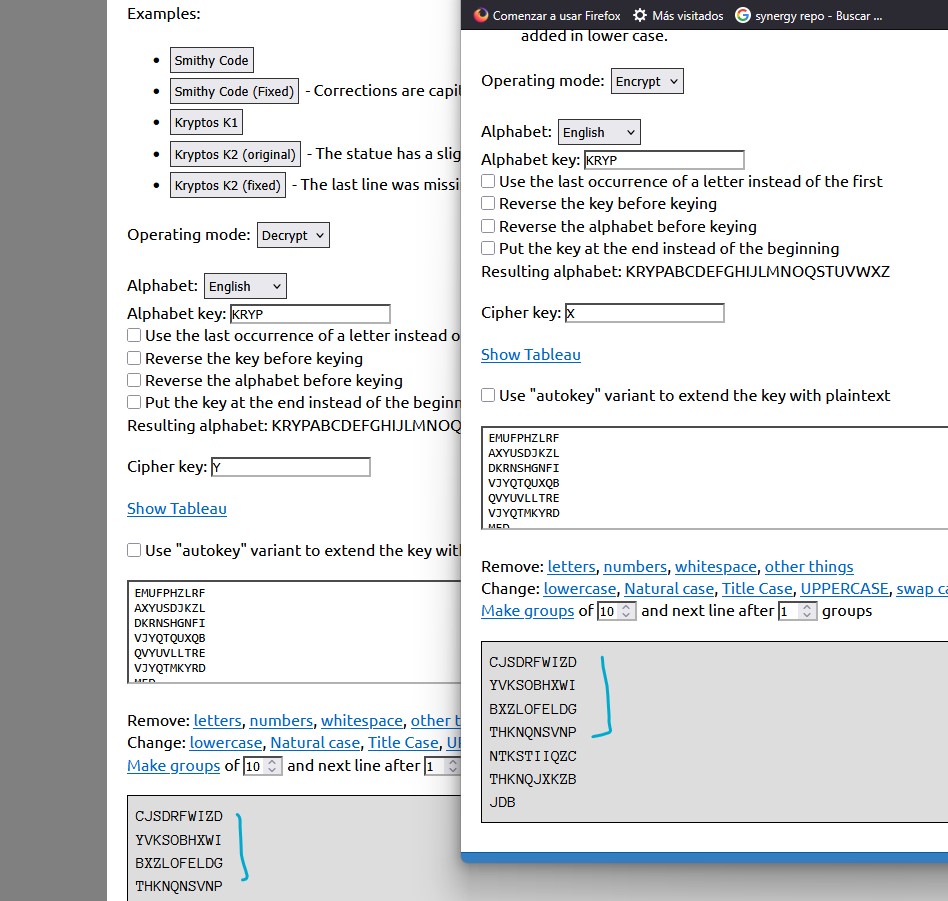 Examples:
Smithy Code
Smithy Code (Fixed) - Corrections are capi
Kryptos K1
Kryptos K2 (original) - The statue has a slig
Kryptos K2 (fixed) - The last line was missi
Operating mode: Decrypt
Alphabet: English
Alphabet key: KRYP
Use the last occurrence of a letter instead o
Reverse the key before keying
Reverse the alphabet before keying
Put the key at the end instead of the beginn
Resulting alphabet: KRYPABCDEFGHIJLMNOQ
Cipher key: Y
Show Tableau
Use "autokey" variant to extend the key wit
EMUFPHZLRF
AXYUSDJKZL
DKRNSHGNFI
VJYQTQUXQB
QVYUVLLTRE
VJYQTMKYRD
MFD
Remove: letters, numbers, whitespace, other t
Change: lowercase, Natural case, Title Case, UP
Make groups of 10 and next line after 1
CJSDRFWIZD
YVKSOBHXWI
BXZLOFELDG
THKNQNSVNP
Comenzar a usar Firefox Más visitados synergy repo - Buscar ...
added in lower case.
Operating mode: Encrypt
Alphabet: English
Alphabet key: KRYP
Use the last occurrence of a letter instead of the first
Reverse the key before keying
Reverse the alphabet before keying
Put the key at the end instead of the beginning
Resulting alphabet: KRYPABCDEFGHIJLMNOQSTUVWXZ
Cipher key: X
Show Tableau
Use "autokey" variant to extend the key with plaintext
EMUFPHZLRF
AXYUSDJKZL
DKRNSHGNFI
VJYQTQUXQB
QVYUVLLTRE
VJYQTMKYRD
MFD
Remove: letters, numbers, whitespace, other things
Change: lowercase, Natural case, Title Case, UPPERCASE, swap ca
Make groups of 10 and next line after 1 groups
CJSDRFWIZD
YVKSOBHXWI
BXZLOFELDG
THKNQNSVNP
NTKSTIIQZC
THKNQJXKZB
JDB